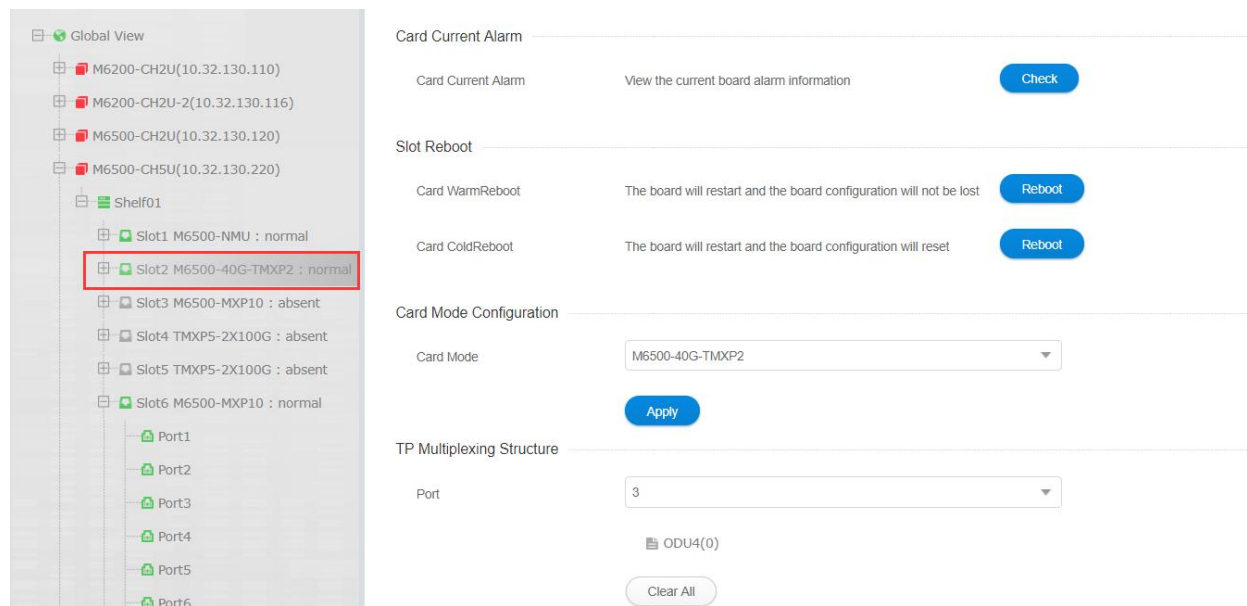 Global View
M6200-CH2U(10.32.130.110)
M6200-CH2U-2(10.32.130.116)
M6500-CH2U(10.32.130.120)
M6500-CH5U(10.32.130.220)
Shelf01
Slot1 M6500-NMU : normal
Slot2 M6500-40G-TMXP2 : normal
Slot3 M6500-MXP10 : absent
Slot4 TMXP5-2X100G : absent
Slot5 TMXP5-2X100G : absent
Slot6 M6500-MXP10 : normal
Port1
Port2
Port3
Port4
Port5
Port6
Card Current Alarm
Card Current Alarm View the current board alarm information Check
Slot Reboot
Card WarmReboot The board will restart and the board configuration will not be lost Reboot
Card ColdReboot The board will restart and the board configuration will reset Reboot
Card Mode Configuration
Card Mode M6500-40G-TMXP2
Apply
TP Multiplexing Structure
Port 3
ODU4(0)
Clear All